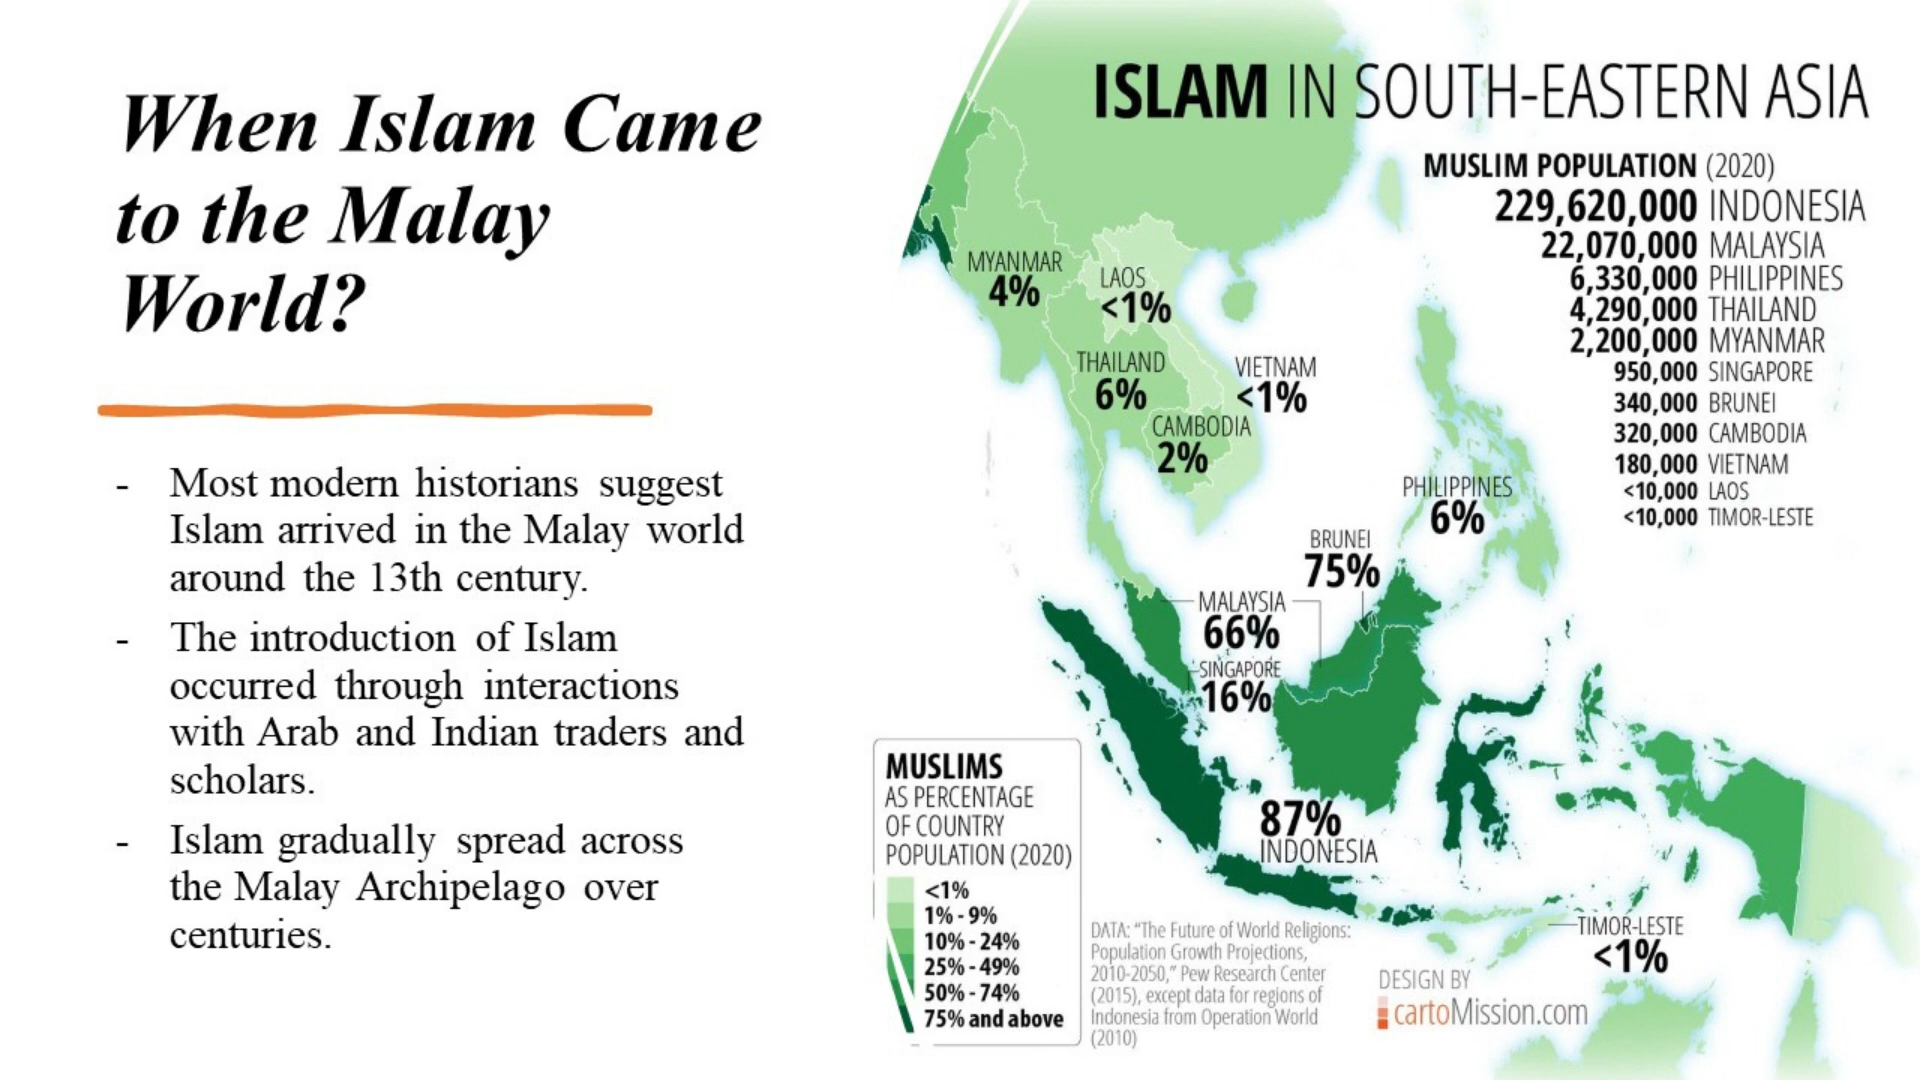 When Islam Came
to the Malay
World?
- Most modern historians suggest
Islam arrived in the Malay world
around the 13th century.
- The introduction of Islam
occurred through interactions
with Arab and Indian traders and
scholars.
- Islam gradually spread across
the Malay Archipelago over
centuries.
ISLAM IN SOUTH-EASTERN ASIA
MUSLIM POPULATION (2020)
229,620,000 INDONESIA
22,070,000 MALAYSIA
6,330,000 PHILIPPINES
4,290,000 THAILAND
2,200,000 MYANMAR
950,000 SINGAPORE
340,000 BRUNEI
320,000 CAMBODIA
180,000 VIETNAM
<10,000 LAOS
<10,000 TIMOR-LESTE
MYANMAR
4%
LAOS
<1%
THAILAND
6%
VIETNAM
<1%
CAMBODIA
2%
PHILIPPINES
6%
BRUNEI
75%
MALAYSIA
66%
SINGAPORE
16%
87%
INDONESIA
TIMOR-LESTE
<1%
MUSLIMS
AS PERCENTAGE
OF COUNTRY
POPULATION (2020)
<1%
1% - 9%
10% - 24%
25% - 49%
50% - 74%
75% and above
DATA: "The Future of World Religions:
Population Growth Projections,
2010-2050," Pew Research Center
(2015), except data for regions of
Indonesia from Operation World
(2010)
DESIGN BY
cartoMission.com